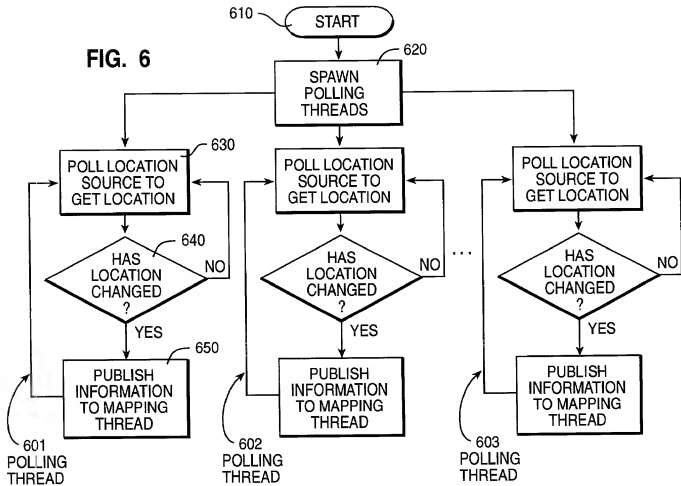 610
START
FIG. 6
620
SPAWN
POLLING
THREADS
630
POLL LOCATION
SOURCE TO
GET LOCATION
640
HAS
LOCATION
CHANGED
?
NO
YES
650
PUBLISH
INFORMATION
TO MAPPING
THREAD
601
POLLING
THREAD
POLL LOCATION
SOURCE TO
GET LOCATION
HAS
LOCATION
CHANGED
?
NO
YES
PUBLISH
INFORMATION
TO MAPPING
THREAD
602
POLLING
THREAD
...
POLL LOCATION
SOURCE TO
GET LOCATION
HAS
LOCATION
CHANGED
?
NO
YES
PUBLISH
INFORMATION
TO MAPPING
THREAD
603
POLLING
THREAD